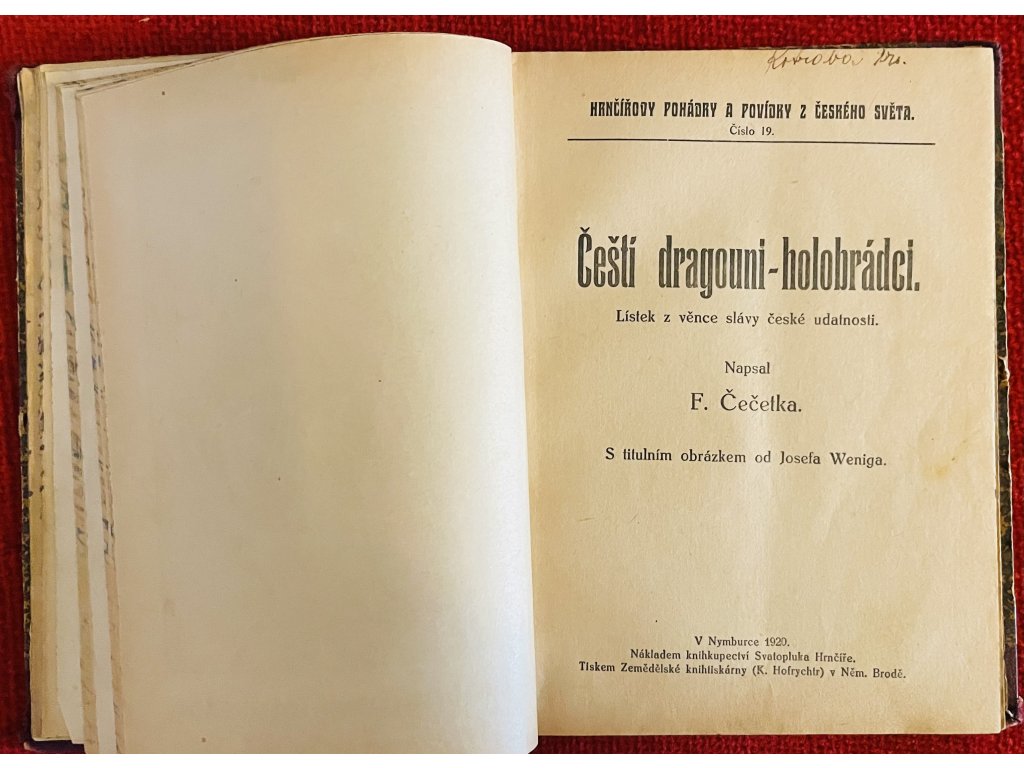 HRNČÍŘOVY POHÁDKY A POVÍDKY Z ČESKÉHO SVĚTA.
Číslo 19.
Čeští dragouni-holobrádci.
Lístek z věnce slávy české udatnosti.
Napsal
F. Čečetka.
S titulním obrázkem od Josefa Weniga.
V Nymburce 1920.
Nákladem knihkupectví Svatopluka Hrnčíře.
Tiskem Zemědělské knihtiskárny (K. Hofrychtr) v Něm. Brodě.